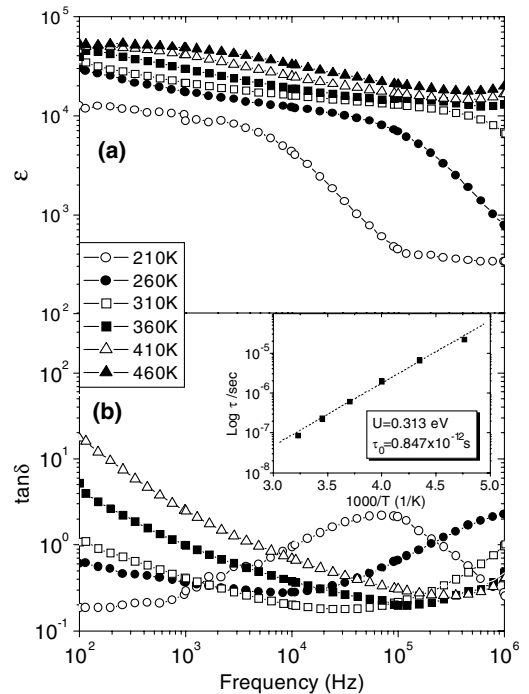 10^5
10^4
10^3
10^2
ε
(a)
210K
260K
310K
360K
410K
460K
10^2
10^1
10^0
10^-1
tanδ
(b)
10^-5
10^-6
10^-7
10^-8
Log τ /sec
U=0.313 eV
τ_0=0.847x10^-12s
3.0 3.5 4.0 4.5 5.0
1000/T (1/K)
10^2 10^3 10^4 10^5 10^6
Frequency (Hz)